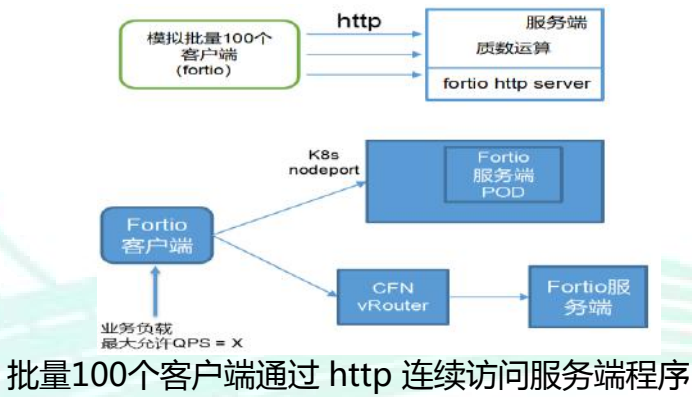 模拟批量100个
客户端
(fortio)
http
服务端
质数运算
fortio http server
K8s
nodeport
Fortio
服务端
POD
Fortio
客户端
CFN
vRouter
Fortio服
务端
业务负载
最大允许QPS = X
批量100个客户端通过 http 连续访问服务端程序